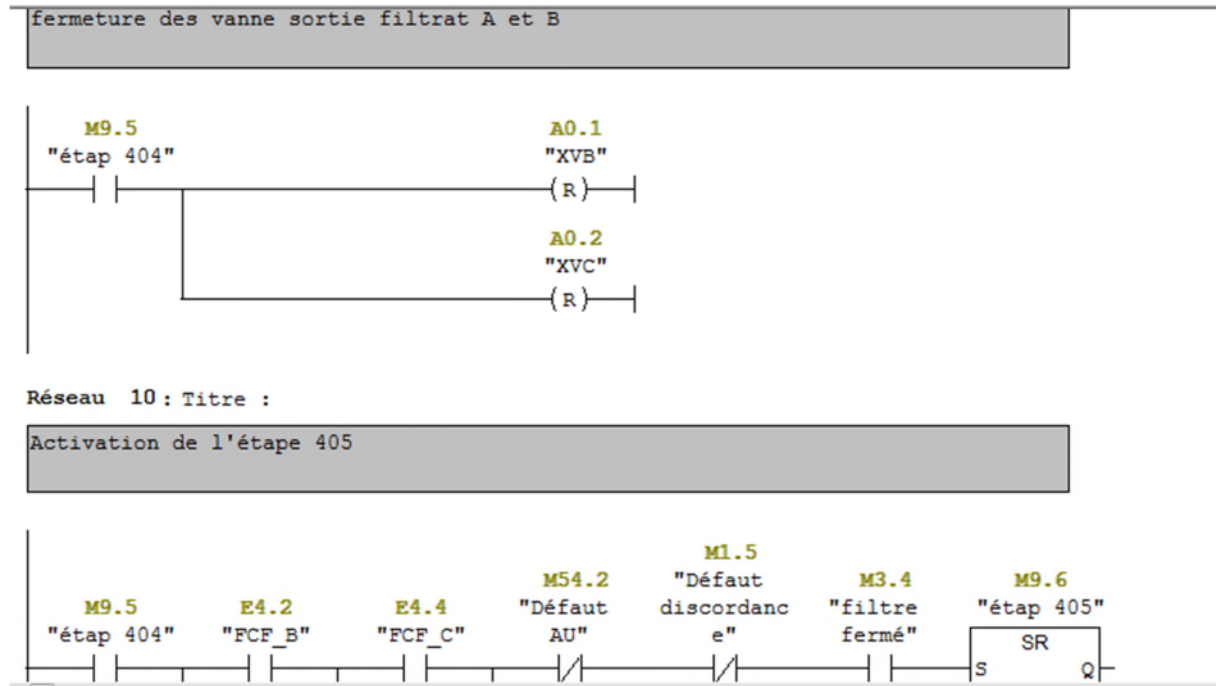 fermeture des vanne sortie filtrat A et B
M9.5
"étap 404"
A0.1
"XVB"
R
A0.2
"XVC"
R
Réseau 10 : Titre :
Activation de l'étape 405
M9.5
"étap 404"
E4.2
"FCF_B"
E4.4
"FCF_C"
M54.2
"Défaut
AU"
M1.5
"Défaut
discordanc
e"
M3.4
"filtre
fermé"
M9.6
"étap 405"
SR
S Q